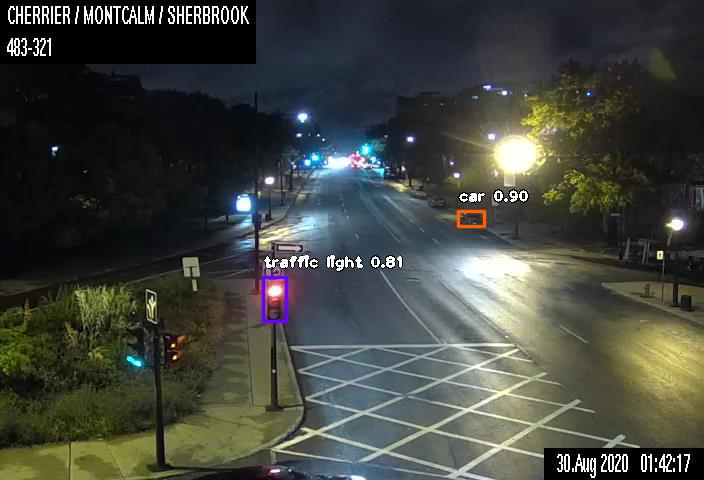 CHERRIER / MONTCALM / SHERBROOK
483-321
car 0.90
traffic light 0.81
30.Aug 2020 01:42:17